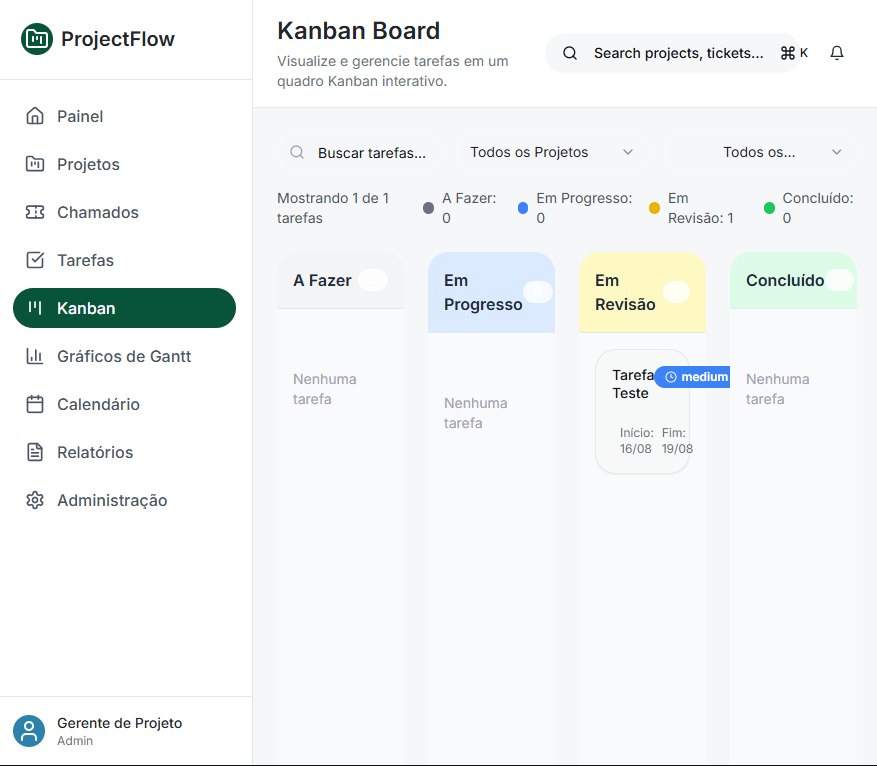 ProjectFlow
Painel
Projetos
Chamados
Tarefas
Kanban
Gráficos de Gantt
Calendário
Relatórios
Administração
Gerente de Projeto
Admin
Kanban Board
Visualize e gerencie tarefas em um
quadro Kanban interativo.
Search projects, tickets... ⌘ K
Buscar tarefas...
Todos os Projetos
Todos os...
Mostrando 1 de 1
tarefas
A Fazer:
0
Em Progresso:
0
Em
Revisão: 1
Concluído:
0
A Fazer
Nenhuma
tarefa
Em
Progresso
Nenhuma
tarefa
Em
Revisão
Tarefa
Teste
medium
Início:
16/08
Fim:
19/08
Concluído
Nenhuma
tarefa